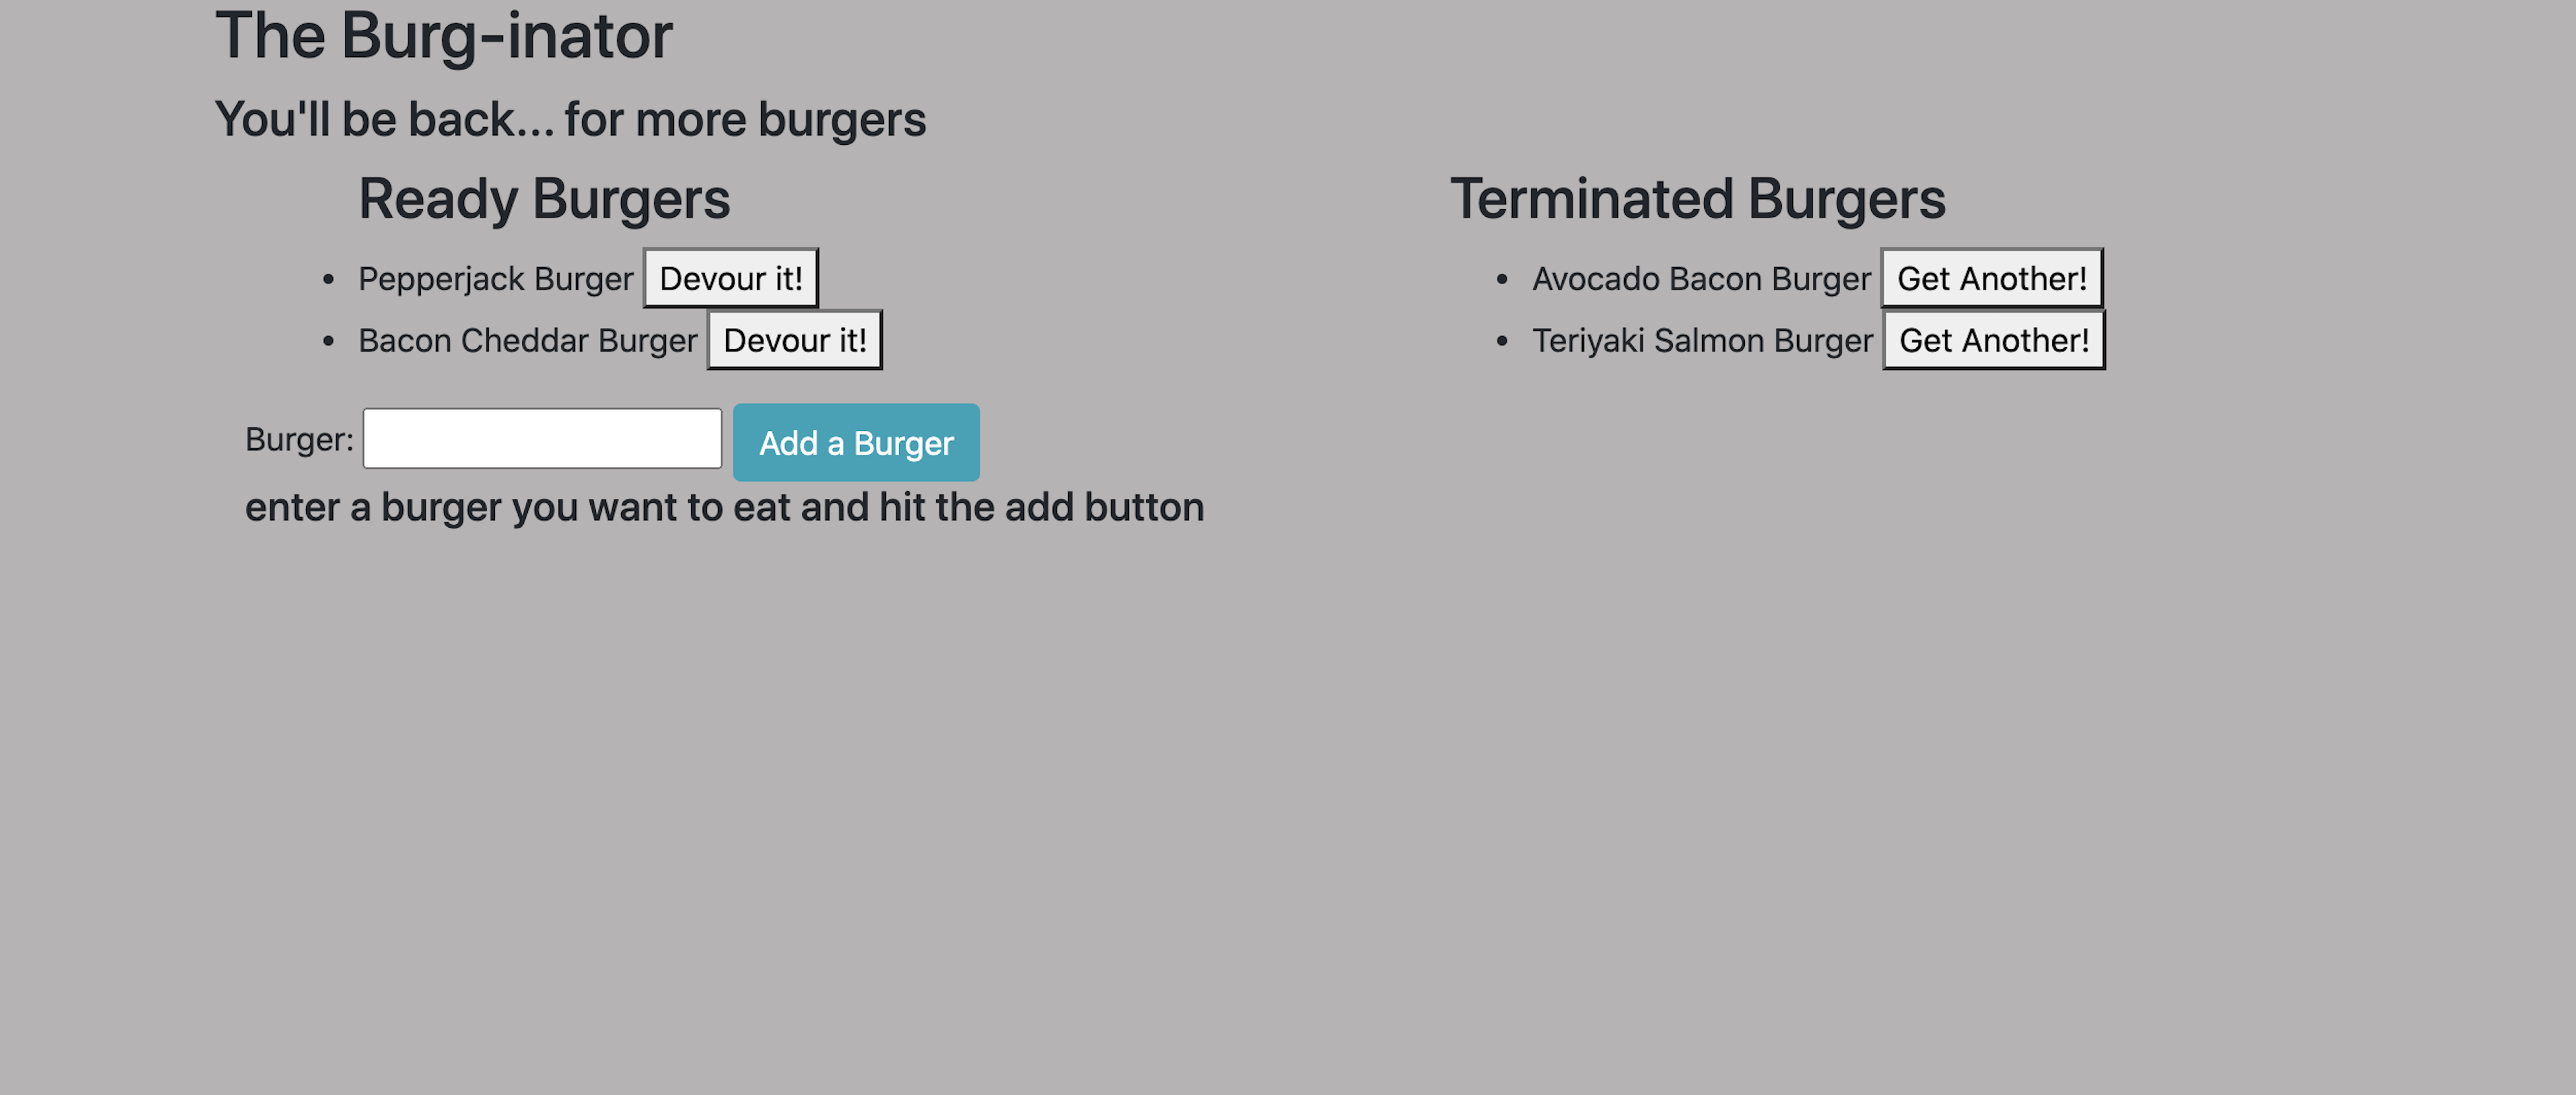 The Burg-inator
You'll be back... for more burgers
Ready Burgers
Pepperjack Burger Devour it!
Bacon Cheddar Burger Devour it!
Terminated Burgers
Avocado Bacon Burger Get Another!
Teriyaki Salmon Burger Get Another!
Burger: Add a Burger
enter a burger you want to eat and hit the add button